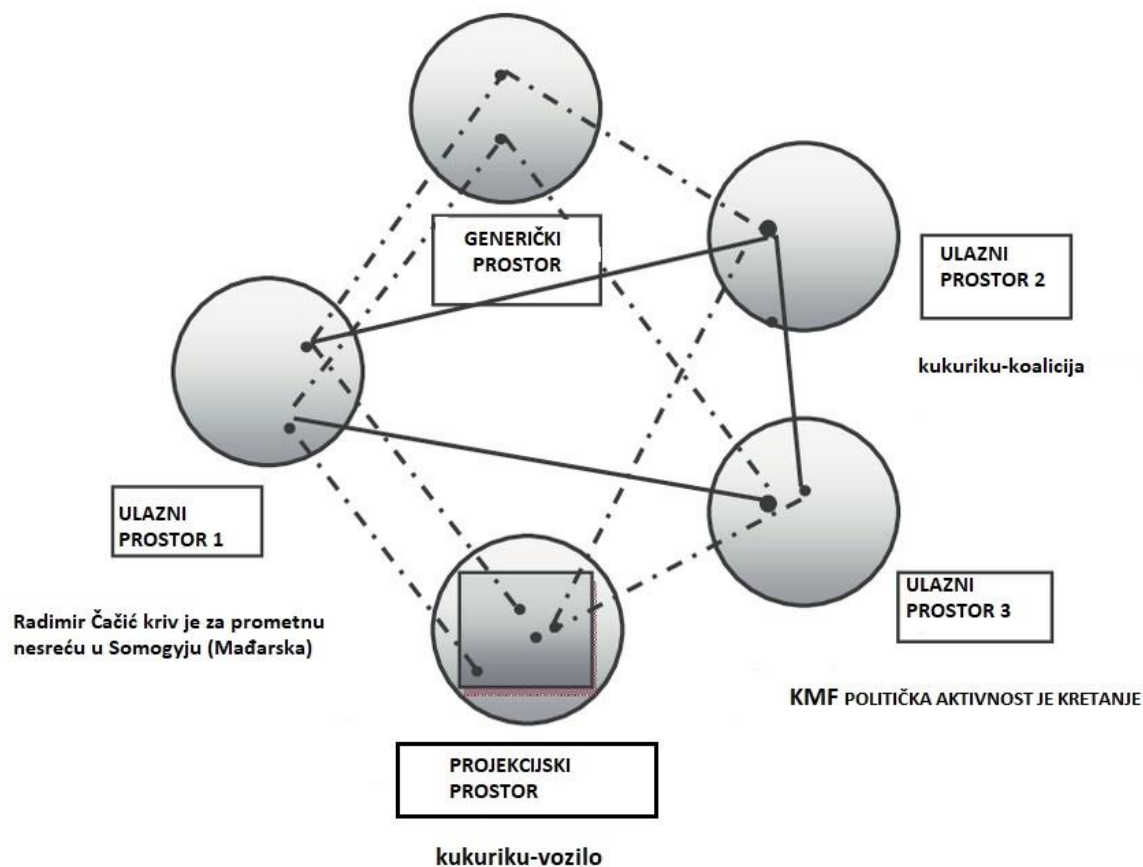 GENERIČKI
PROSTOR
ULAZNI
PROSTOR 2
kukuriku-koalicija
ULAZNI
PROSTOR 1
Radimir Čačić kriv je za prometnu
nesreću u Somogyju (Mađarska)
ULAZNI
PROSTOR 3
KMF POLITIČKA AKTIVNOST JE KRETANJE
PROJEKCIJSKI
PROSTOR
kukuriku-vozilo